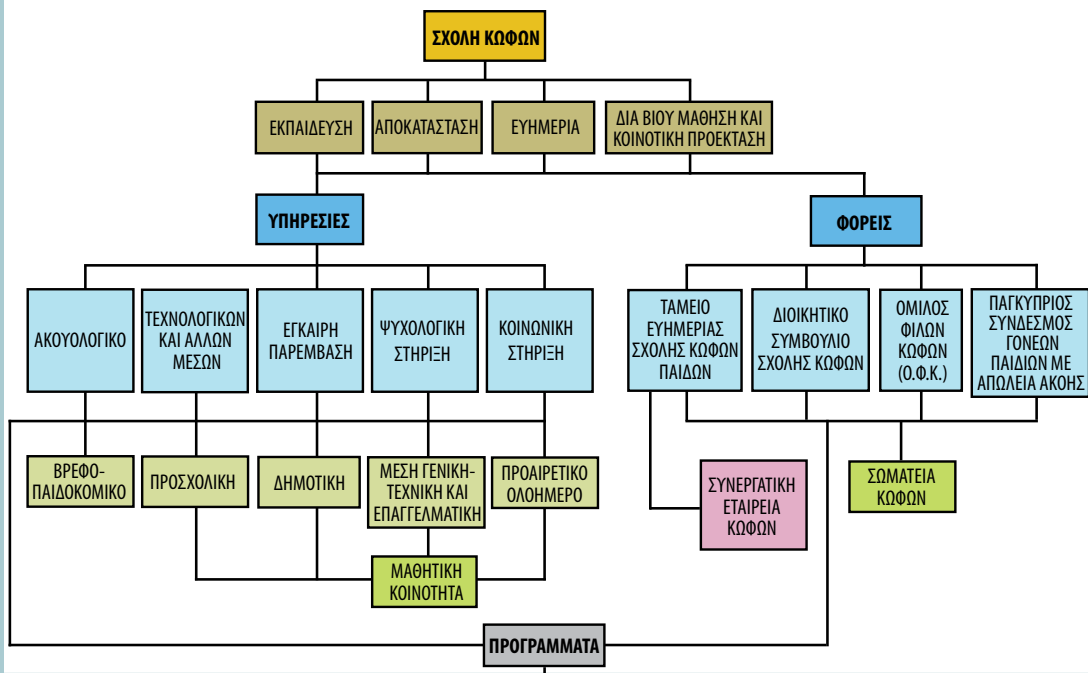 ΣΧΟΛΗ ΚΩΦΩΝ
ΕΚΠΑΙΔΕΥΣΗ
ΑΠΟΚΑΤΑΣΤΑΣΗ
ΕΥΗΜΕΡΙΑ
ΔΙΑ ΒΙΟΥ ΜΑΘΗΣΗ ΚΑΙ
ΚΟΙΝΟΤΙΚΗ ΠΡΟΕΚΤΑΣΗ
ΥΠΗΡΕΣΙΕΣ
ΦΟΡΕΙΣ
ΑΚΟΥΟΛΟΓΙΚΟ
ΤΕΧΝΟΛΟΓΙΚΩΝ
ΚΑΙ ΑΛΛΩΝ
ΜΕΣΩΝ
ΕΓΚΑΙΡΗ
ΠΑΡΕΜΒΑΣΗ
ΨΥΧΟΛΟΓΙΚΗ
ΣΤΗΡΙΞΗ
ΚΟΙΝΩΝΙΚΗ
ΣΤΗΡΙΞΗ
ΤΑΜΕΙΟ
ΕΥΗΜΕΡΙΑΣ
ΣΧΟΛΗΣ ΚΩΦΩΝ
ΠΑΙΔΩΝ
ΔΙΟΙΚΗΤΙΚΟ
ΣΥΜΒΟΥΛΙΟ
ΣΧΟΛΗΣ ΚΩΦΩΝ
ΟΜΙΛΟΣ
ΦΙΛΩΝ
ΚΩΦΩΝ
(Ο.Φ.Κ.)
ΠΑΓΚΥΠΡΙΟΣ
ΣΥΝΔΕΣΜΟΣ
ΓΟΝΕΩΝ
ΠΑΙΔΙΩΝ ΜΕ
ΑΠΩΛΕΙΑ ΑΚΟΗΣ
ΒΡΕΦΟ-
ΠΑΙΔΟΚΟΜΙΚΟ
ΠΡΟΣΧΟΛΙΚΗ
ΔΗΜΟΤΙΚΗ
ΜΕΣΗ ΓΕΝΙΚΗ-
ΤΕΧΝΙΚΗ ΚΑΙ
ΕΠΑΓΓΕΛΜΑΤΙΚΗ
ΠΡΟΑΙΡΕΤΙΚΟ
ΟΛΟΗΜΕΡΟ
ΣΥΝΕΡΓΑΤΙΚΗ
ΕΤΑΙΡΕΙΑ
ΚΩΦΩΝ
ΣΩΜΑΤΕΙΑ
ΚΩΦΩΝ
ΜΑΘΗΤΙΚΗ
ΚΟΙΝΟΤΗΤΑ
ΠΡΟΓΡΑΜΜΑΤΑ